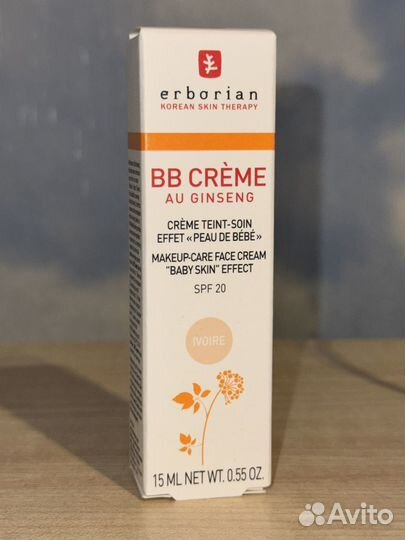 erborian
KOREAN SKIN THERAPY
BB CRÈME
AU GINSENG
CRÈME TEINT-SOIN
EFFET «PEAU DE BÉBÉ»
MAKEUP-CARE FACE CREAM
"BABY SKIN" EFFECT
SPF 20
IVOIRE
15 ML NET WT. 0.55 OZ.
Avito